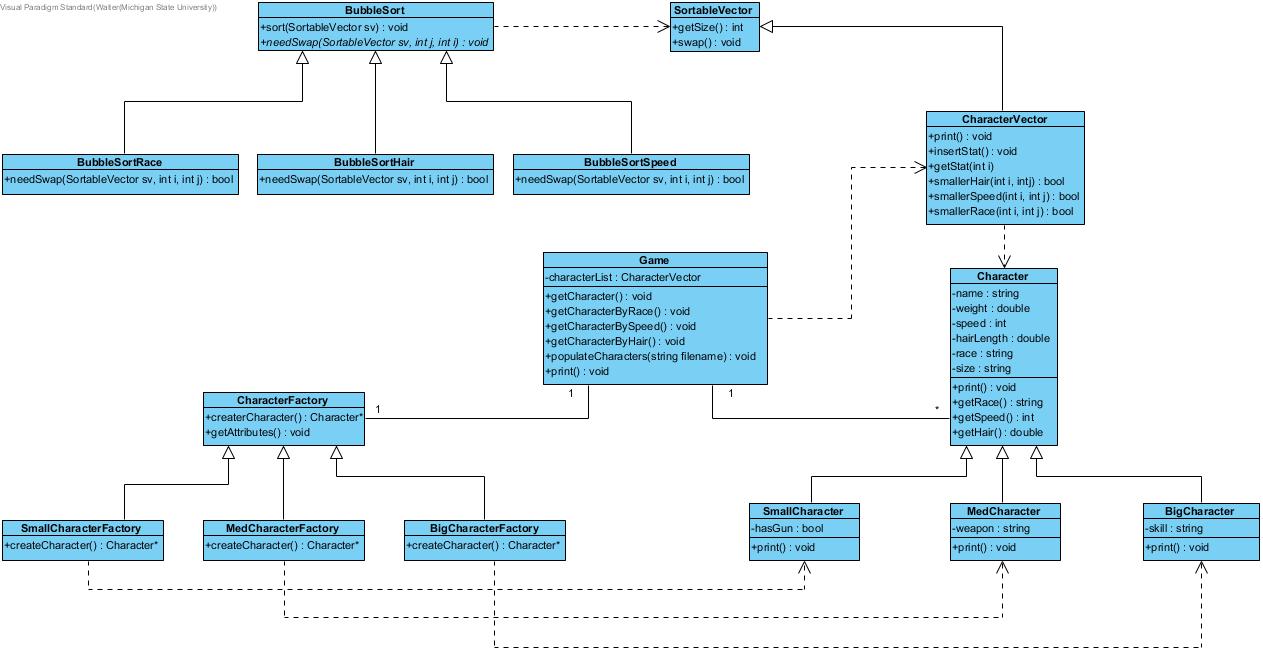 Visual Paradigm Standard(Walter(Michigan State University))
BubbleSort
+sort(SortableVector sv) : void
+needSwap(SortableVector sv, int j, int i) : void
SortableVector
+getSize() : int
+swap() : void
BubbleSortRace
+needSwap(SortableVector sv, int i, int j) : bool
BubbleSortHair
+needSwap(SortableVector sv, int i, int j) : bool
BubbleSortSpeed
+needSwap(SortableVector sv, int i, int j) : bool
CharacterVector
+print() : void
+insertStat() : void
+getStat(int i)
+smallerHair(int i, intj) : bool
+smallerSpeed(int i, int j) : bool
+smallerRace(int i, int j) : bool
Game
-characterList : CharacterVector
+getCharacter() : void
+getCharacterByRace() : void
+getCharacterBySpeed() : void
+getCharacterByHair() : void
+populateCharacters(string filename) : void
+print() : void
Character
-name : string
-weight : double
-speed : int
-hairLength : double
-race : string
-size : string
+print() : void
+getRace() : string
+getSpeed() : int
+getHair() : double
1
1
1
*
CharacterFactory
+createrCharacter() : Character*
+getAttributes() : void
SmallCharacterFactory
+createCharacter() : Character*
MedCharacterFactory
+createCharacter() : Character*
BigCharacterFactory
+createCharacter() : Character*
SmallCharacter
-hasGun : bool
+print() : void
MedCharacter
-weapon : string
+print() : void
BigCharacter
-skill : string
+print() : void